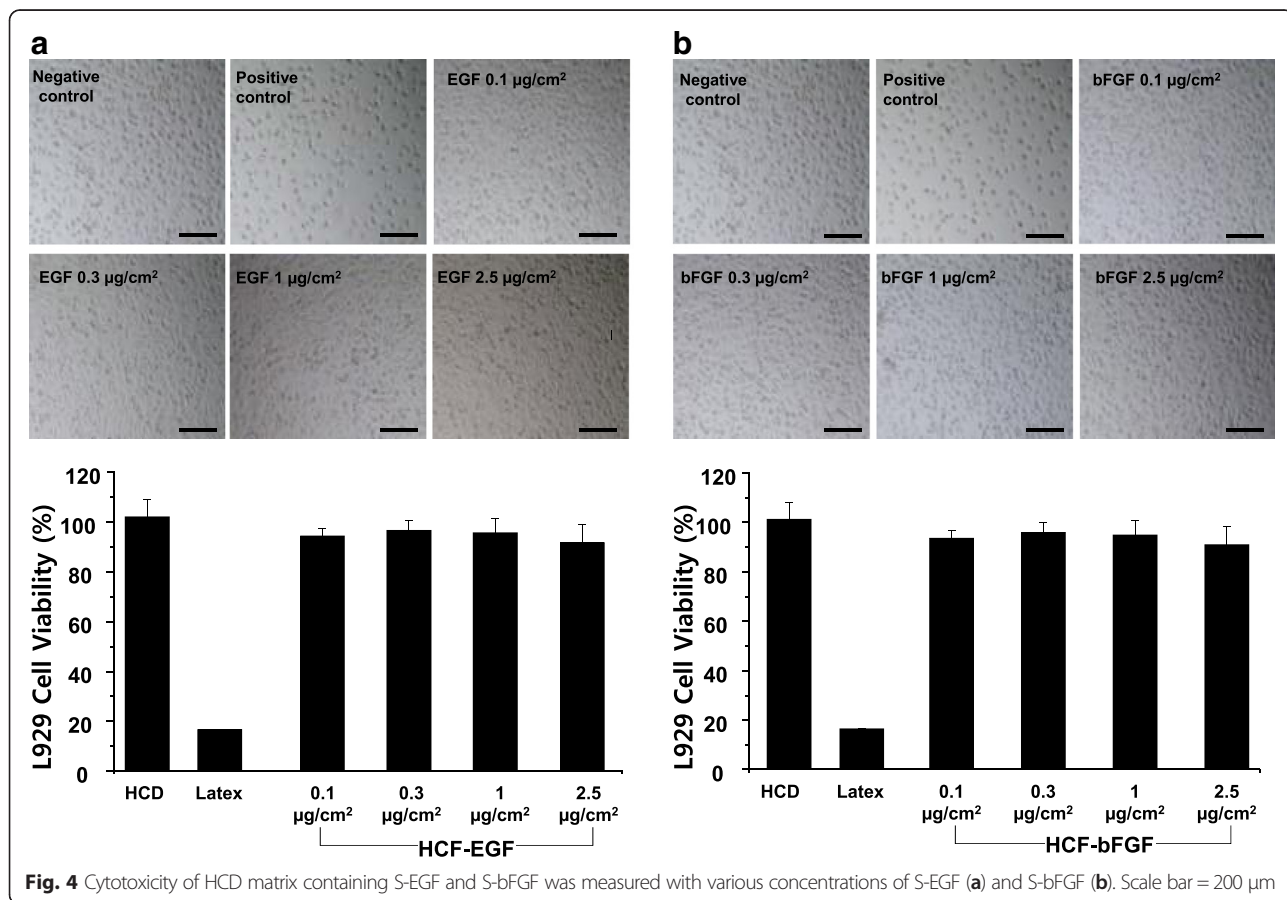 a
Negative
control
Positive
control
EGF 0.1 µg/cm²
EGF 0.3 µg/cm²
EGF 1 µg/cm²
EGF 2.5 µg/cm²
L929 Cell Viability (%)
120
100
80
60
40
20
0
HCD
Latex
0.1
µg/cm²
0.3
µg/cm²
1
µg/cm²
2.5
µg/cm²
HCF-EGF
b
Negative
control
Positive
control
bFGF 0.1 µg/cm²
bFGF 0.3 µg/cm²
bFGF 1 µg/cm²
bFGF 2.5 µg/cm²
L929 Cell Viability (%)
120
100
80
60
40
20
0
HCD
Latex
0.1
µg/cm²
0.3
µg/cm²
1
µg/cm²
2.5
µg/cm²
HCF-bFGF
Fig. 4 Cytotoxicity of HCD matrix containing S-EGF and S-bFGF was measured with various concentrations of S-EGF (a) and S-bFGF (b). Scale bar = 200 µm